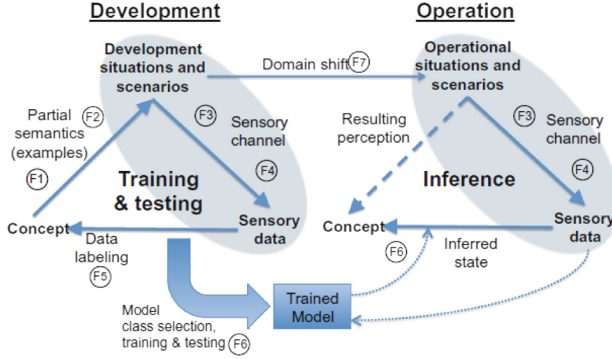 Development
Operation
Development
situations and
scenarios
Operational
situations and
scenarios
Domain shift F7
Partial
semantics
(examples)
F2
F1
F3
Sensory
channel
F4
Resulting
perception
F3
Sensory
channel
F4
Training
& testing
Inference
Concept
Sensory
data
Data
labeling
F5
Concept
Sensory
data
F6
Inferred
state
Model
class selection,
training & testing F6
Trained
Model